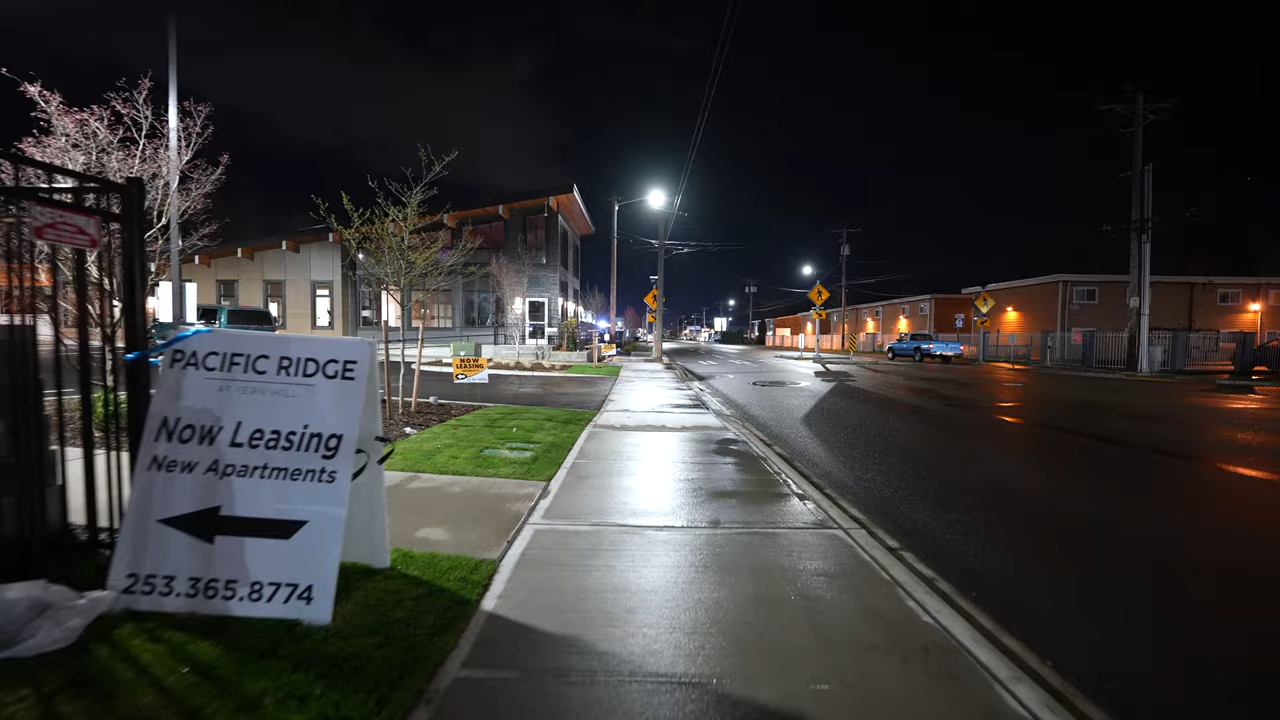 PACIFIC RIDGE
AT FERN HILL
Now Leasing
New Apartments
253.365.8774
NOW
LEASING